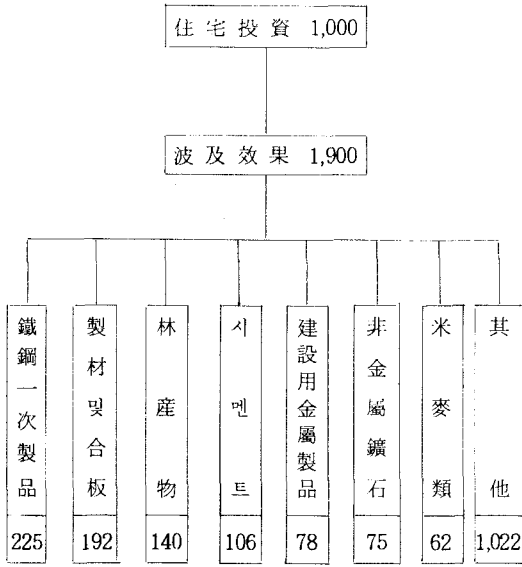 住宅投資 1,000
波及效果 1,900
鐵鋼一次製品
製材및合板
林産物
시멘트
建設用金屬製品
非金屬鑛石
米麥類
其他
225 192 140 106 78 75 62 1,022